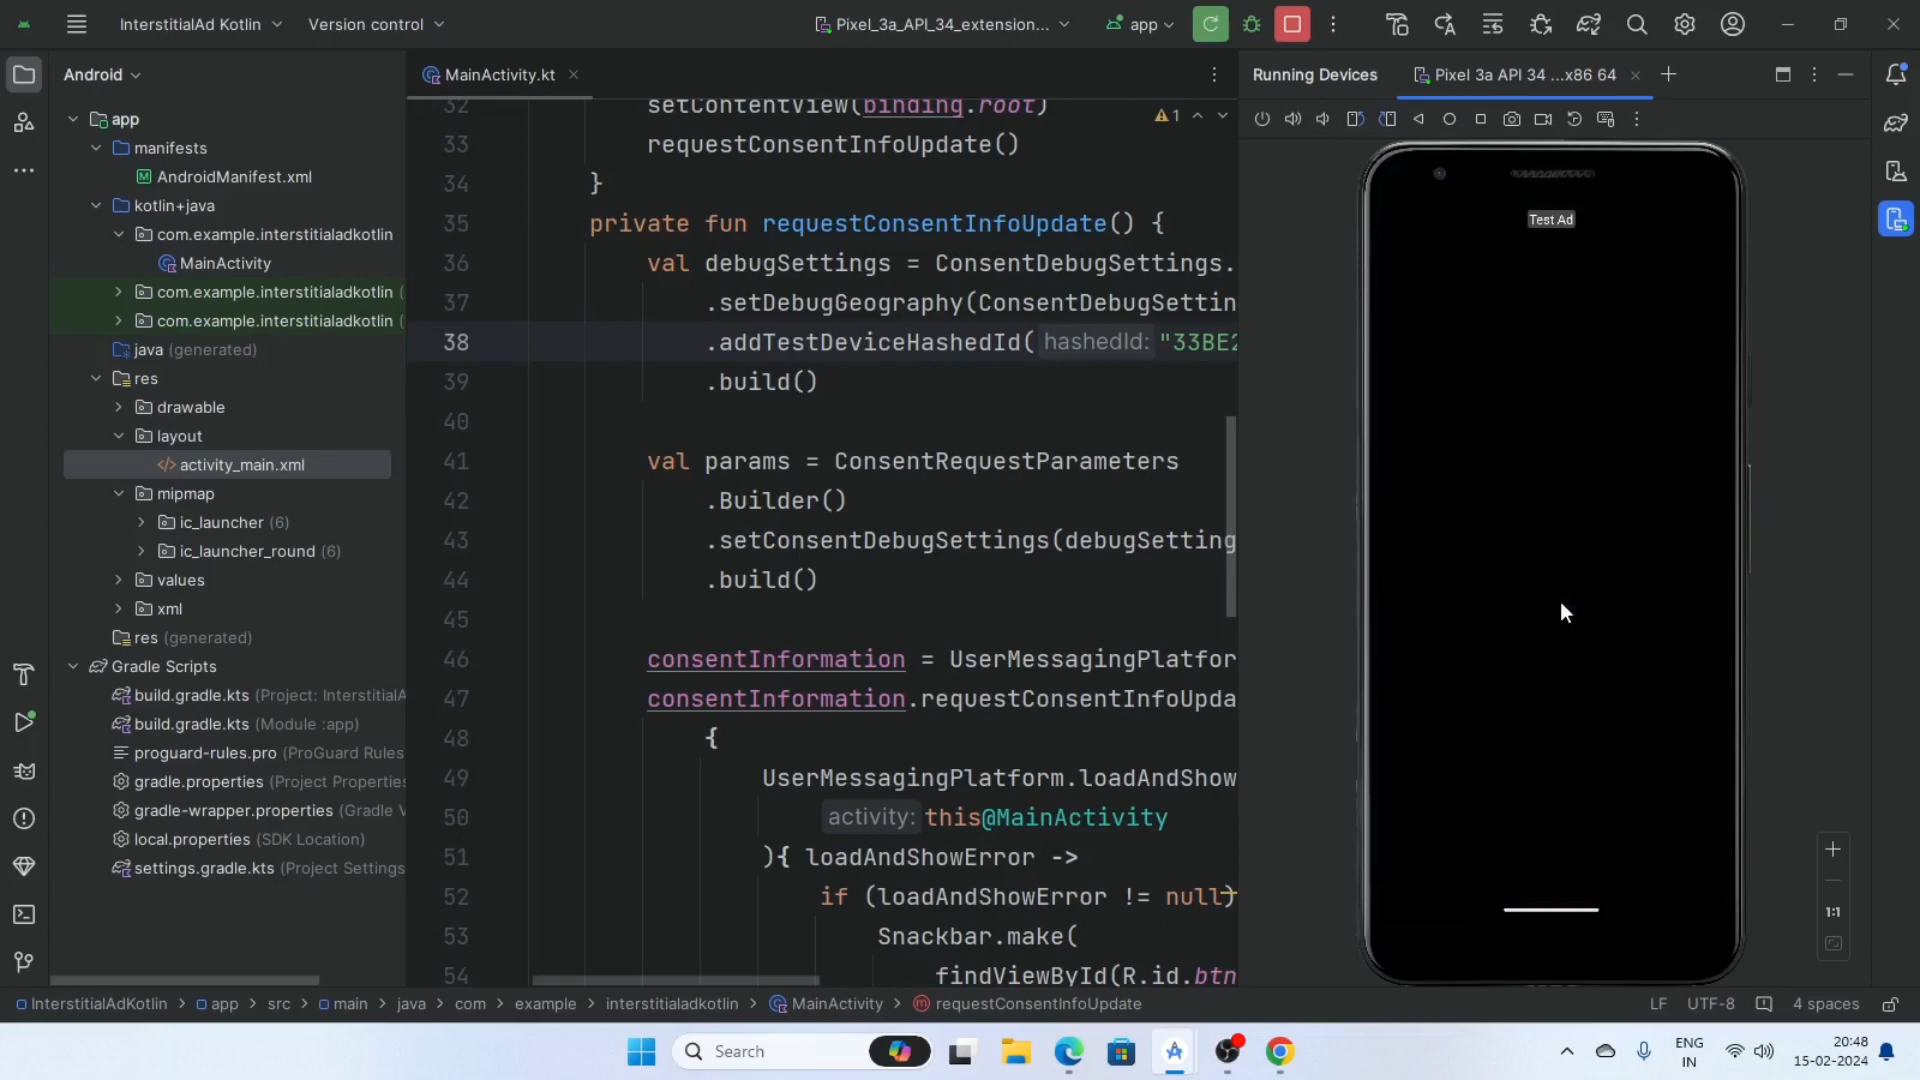 InterstitialAd Kotlin
Version control
Pixel_3a_API_34_extension...
app
Android
MainActivity.kt
Running Devices
Pixel 3a API 34 ...x86 64
app
manifests
AndroidManifest.xml
kotlin+java
com.example.interstitialadkotlin
MainActivity
com.example.interstitialadkotlin (
com.example.interstitialadkotlin (
java (generated)
res
drawable
layout
activity_main.xml
mipmap
ic_launcher (6)
ic_launcher_round (6)
values
xml
res (generated)
Gradle Scripts
build.gradle.kts (Project: InterstitialA
build.gradle.kts (Module :app)
proguard-rules.pro (ProGuard Rules
gradle.properties (Project Properties
gradle-wrapper.properties (Gradle V
local.properties (SDK Location)
settings.gradle.kts (Project Settings
1
32 setContentView(binding.root)
33 requestConsentInfoUpdate()
34 }
35 private fun requestConsentInfoUpdate() {
36 val debugSettings = ConsentDebugSettings.
37 .setDebugGeography(ConsentDebugSettin
38 .addTestDeviceHashedId( hashedId: "33BE2
39 .build()
40
41 val params = ConsentRequestParameters
42 .Builder()
43 .setConsentDebugSettings(debugSetting
44 .build()
45
46 consentInformation = UserMessagingPlatfor
47 consentInformation.requestConsentInfoUpda
48 {
49 UserMessagingPlatform.loadAndShow
50 activity: this@MainActivity
51 ){ loadAndShowError ->
52 if (loadAndShowError != null)
53 Snackbar.make(
54 findViewById(R.id.btn
Test Ad
1:1
InterstitialAdKotlin > app > src > main > java > com > example > interstitialadkotlin > MainActivity > requestConsentInfoUpdate
LF UTF-8 4 spaces
Search
ENG
IN
20:48
15-02-2024